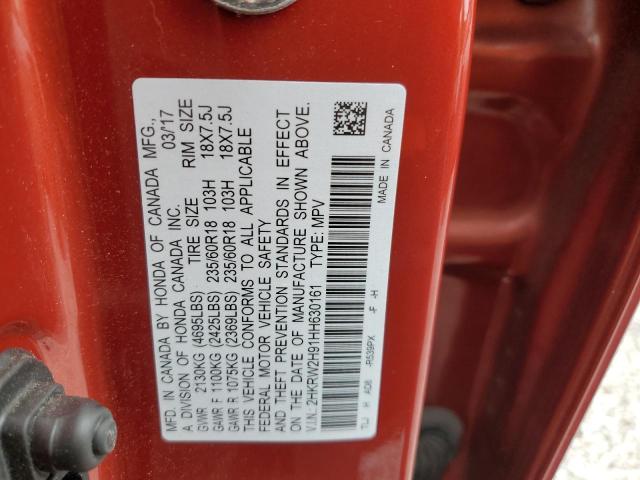 MFD. IN CANADA BY HONDA OF CANADA MFG.,
A DIVISION OF HONDA CANADA INC. 03/17
TIRE SIZE RIM SIZE
GVWR 2130KG (4695LBS)
GAWR F 1100KG (2425LBS) 235/60R18 103H 18X7.5J
GAWR R 1075KG (2369LBS) 235/60R18 103H 18X7.5J
THIS VEHICLE CONFORMS TO ALL APPLICABLE
FEDERAL MOTOR VEHICLE SAFETY
AND THEFT PREVENTION STANDARDS IN EFFECT
ON THE DATE OF MANUFACTURE SHOWN ABOVE.
V.I.N.: 2HKRW2H91HH630161 TYPE: MPV
TLJ H AD8 -R539PX -F -H
MADE IN CANADA